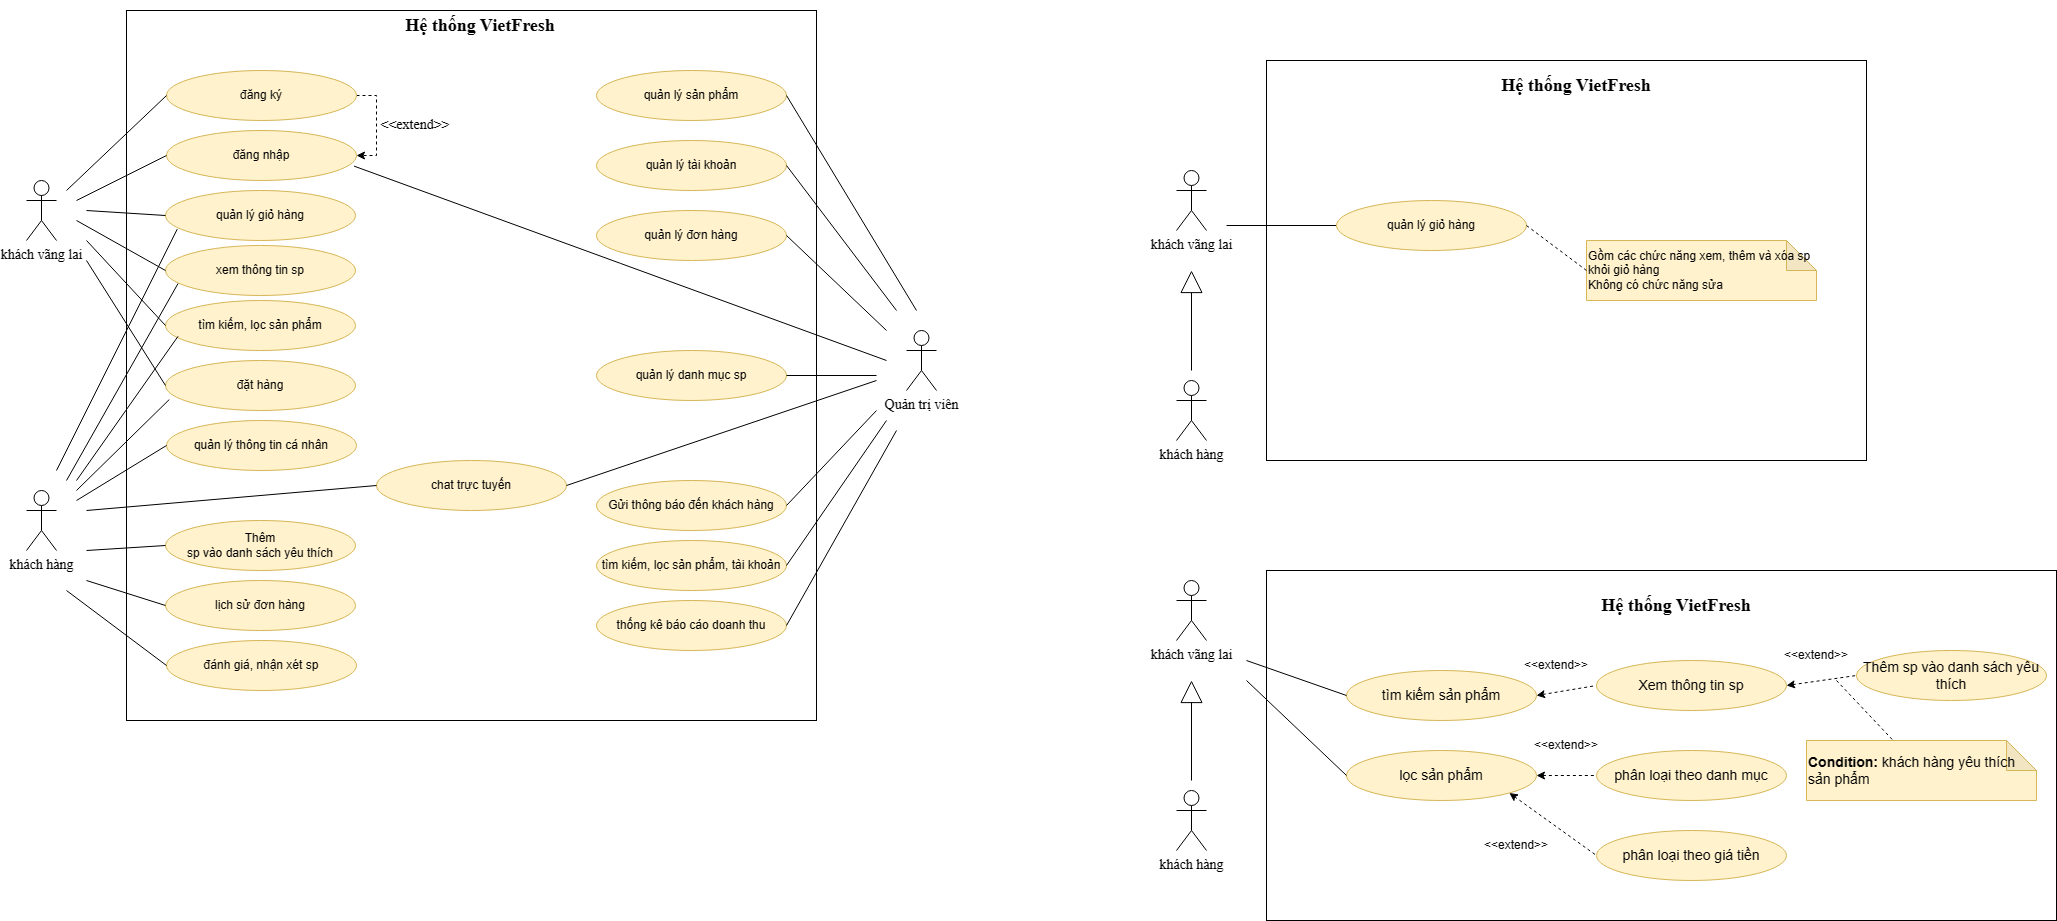 Hệ thống VietFresh
đăng ký
<<extend>>
đăng nhập
quản lý giỏ hàng
xem thông tin sp
tìm kiếm, lọc sản phẩm
đặt hàng
quản lý thông tin cá nhân
chat trực tuyến
Thêm
sp vào danh sách yêu thích
lịch sử đơn hàng
đánh giá, nhận xét sp
quản lý sản phẩm
quản lý tài khoản
quản lý đơn hàng
quản lý danh mục sp
Gửi thông báo đến khách hàng
tìm kiếm, lọc sản phẩm, tài khoản
thống kê báo cáo doanh thu
khách vãng lai
khách hàng
Quản trị viên
Hệ thống VietFresh
khách vãng lai
quản lý giỏ hàng
Gồm các chức năng xem, thêm và xóa sp
khỏi giỏ hàng
Không có chức năng sửa
khách hàng
Hệ thống VietFresh
khách vãng lai
tìm kiếm sản phẩm
<<extend>>
Xem thông tin sp
<<extend>>
Thêm sp vào danh sách yêu
thích
lọc sản phẩm
<<extend>>
phân loại theo danh mục
Condition: khách hàng yêu thích
sản phẩm
<<extend>>
phân loại theo giá tiền
khách hàng